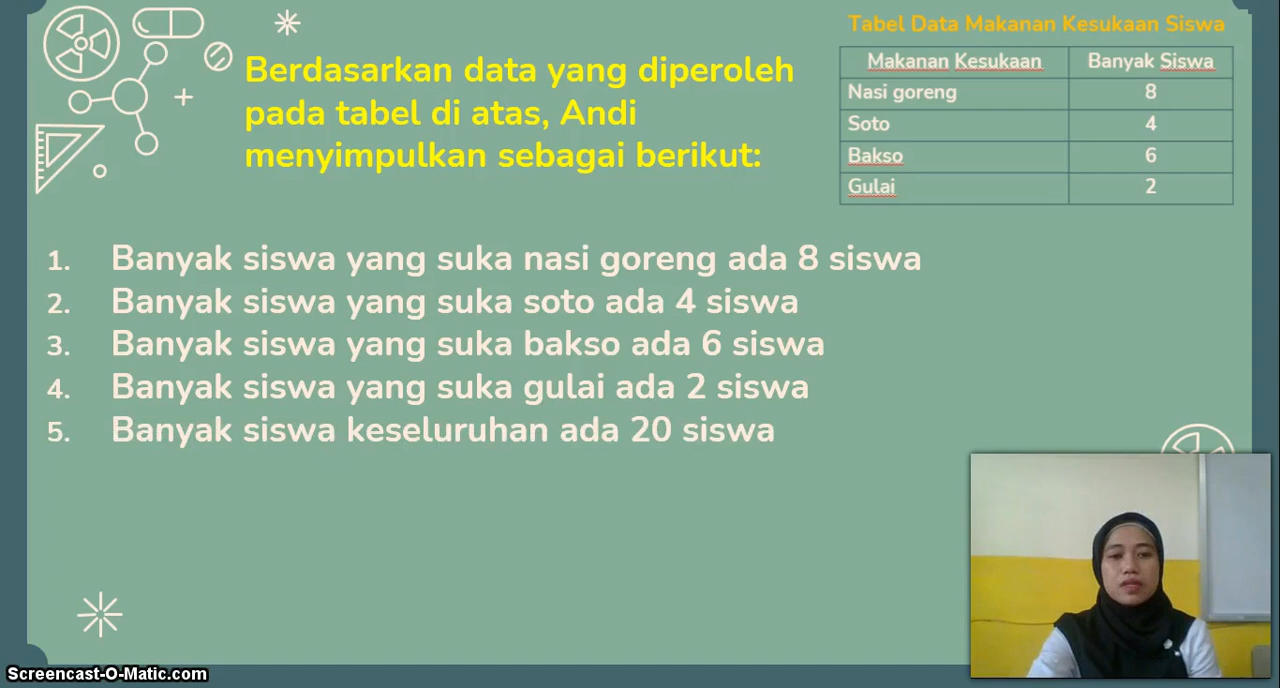 Tabel Data Makanan Kesukaan Siswa
Makanan Kesukaan Banyak Siswa
Nasi goreng 8
Soto 4
Bakso 6
Gulai 2
Berdasarkan data yang diperoleh
pada tabel di atas, Andi
menyimpulkan sebagai berikut:
1. Banyak siswa yang suka nasi goreng ada 8 siswa
2. Banyak siswa yang suka soto ada 4 siswa
3. Banyak siswa yang suka bakso ada 6 siswa
4. Banyak siswa yang suka gulai ada 2 siswa
5. Banyak siswa keseluruhan ada 20 siswa
Screencast-O-Matic.com